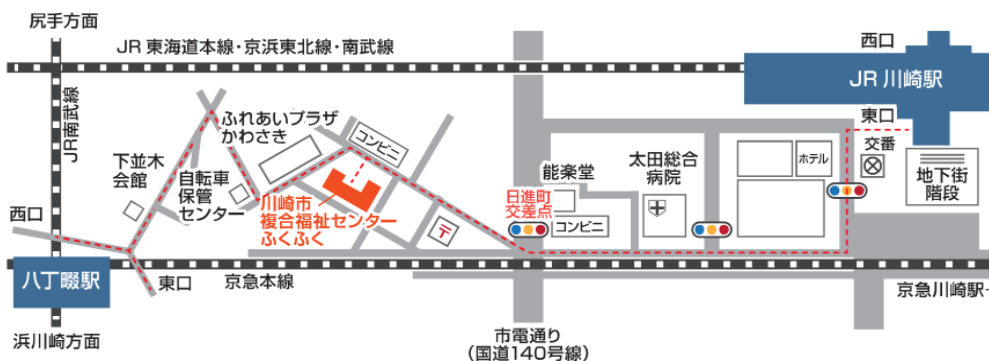 尻手方面
JR 東海道本線・京浜東北線・南武線
西口
JR 川崎駅
JR南武線
東口
ふれあいプラザ
かわさき
コンビニ
交番
ホテル
地下街
階段
下並木
会館
自転車
保管
センター
能楽堂
太田総合
病院
日進町
交差点
川崎市
複合福祉センター
ふくふく
〒
コンビニ
西口
八丁畷駅
東口
京急本線
京急川崎駅→
浜川崎方面
市電通り
(国道140号線)